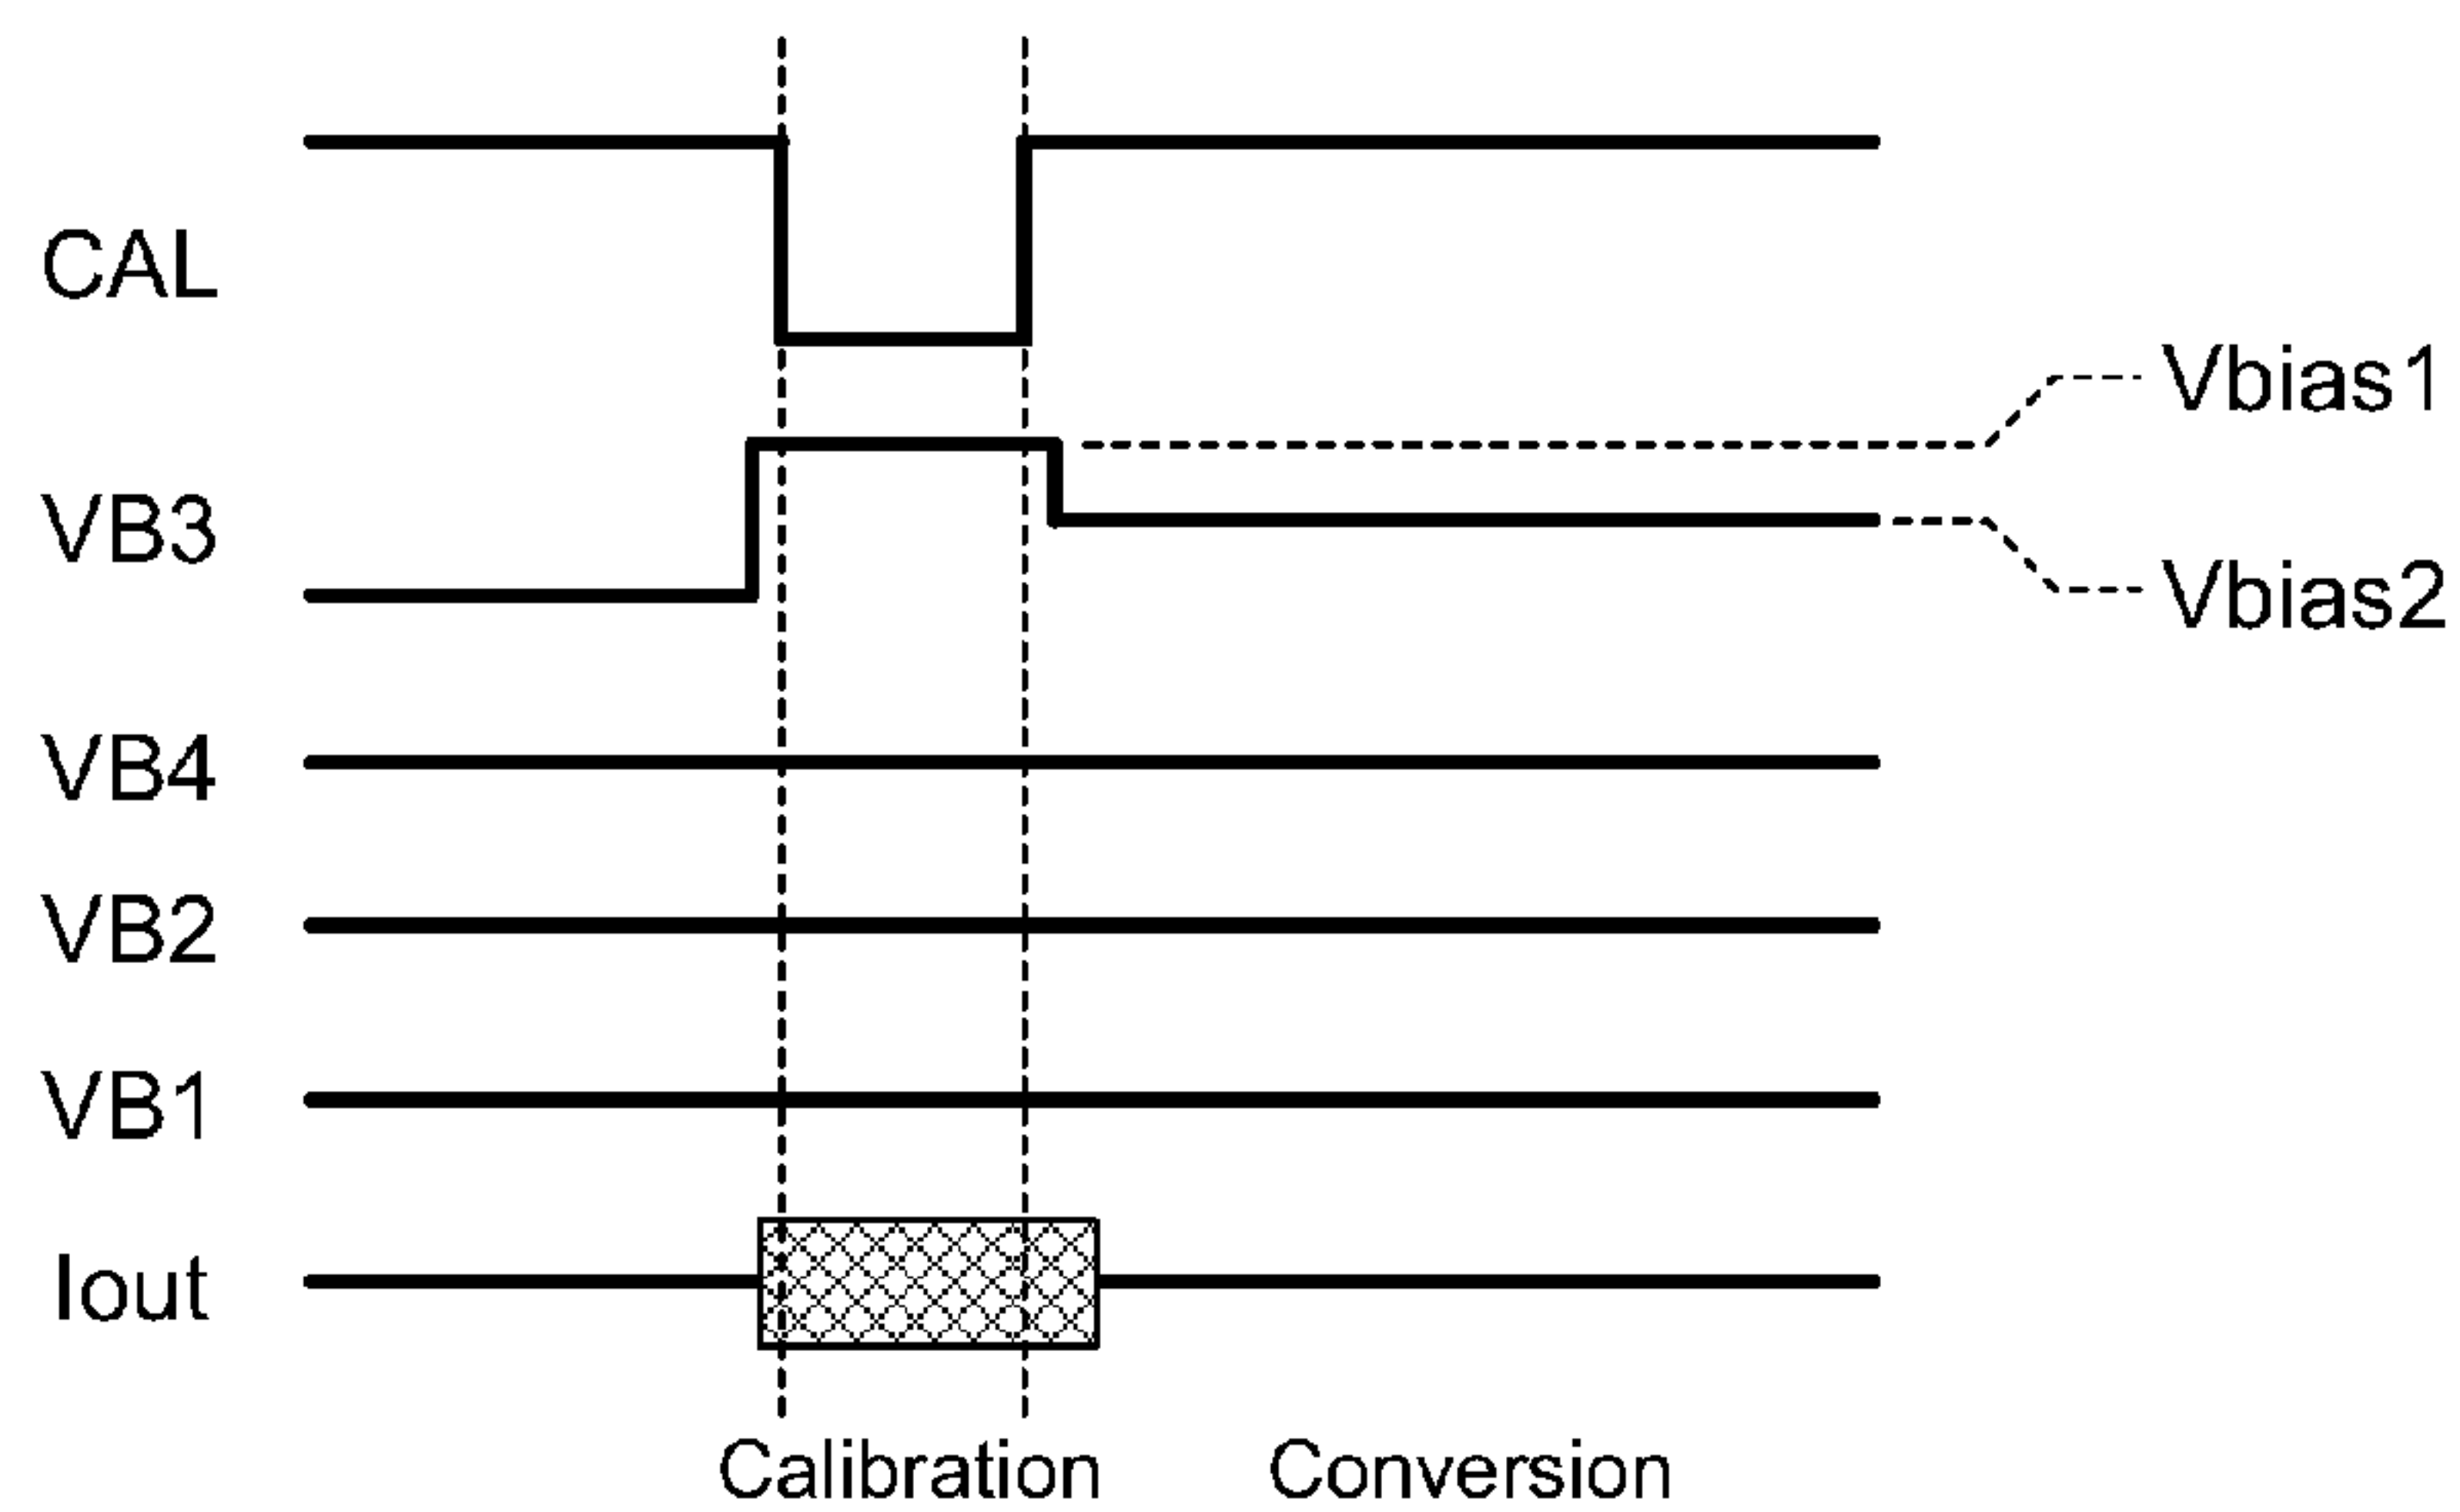 CAL
Vbias1
VB3
Vbias2
VB4
VB2
VB1
Iout
Calibration Conversion